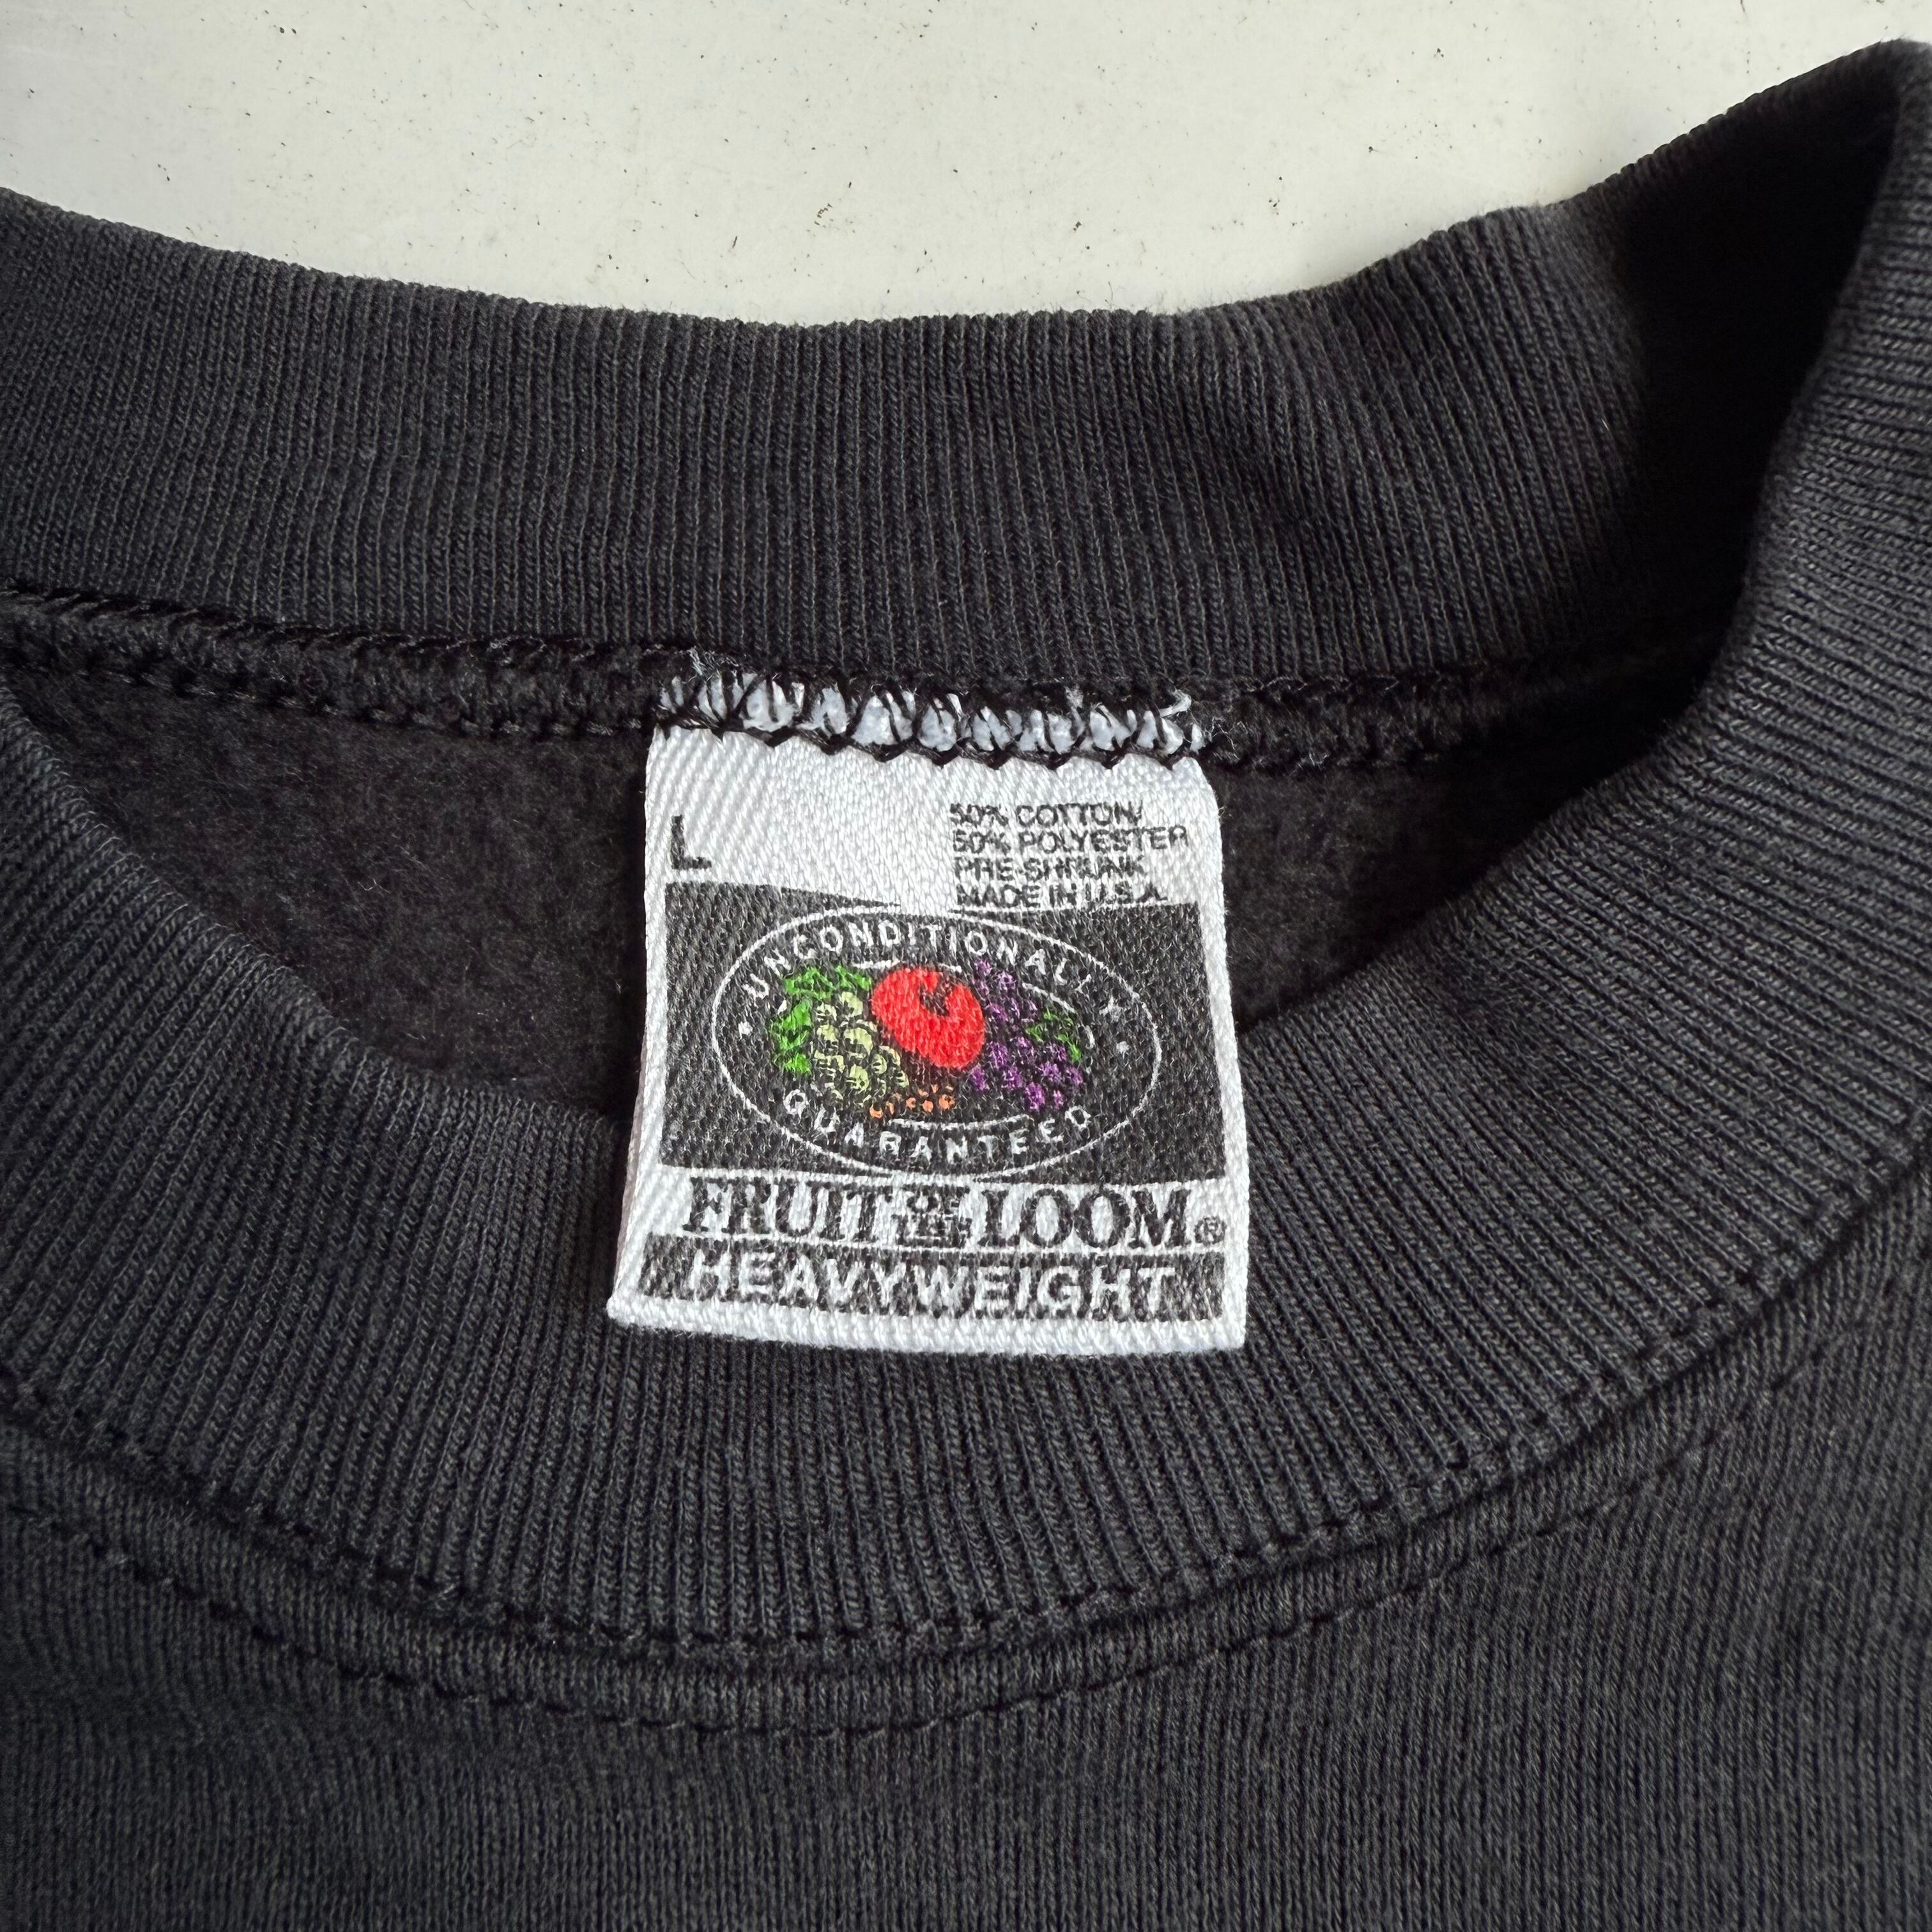 L
50% COTTON/
50% POLYESTER
PRE-SHRUNK
MADE IN U.S.A.
UNCONDITIONALLY
GUARANTEED
FRUIT OF THE LOOM®
HEAVYWEIGHT